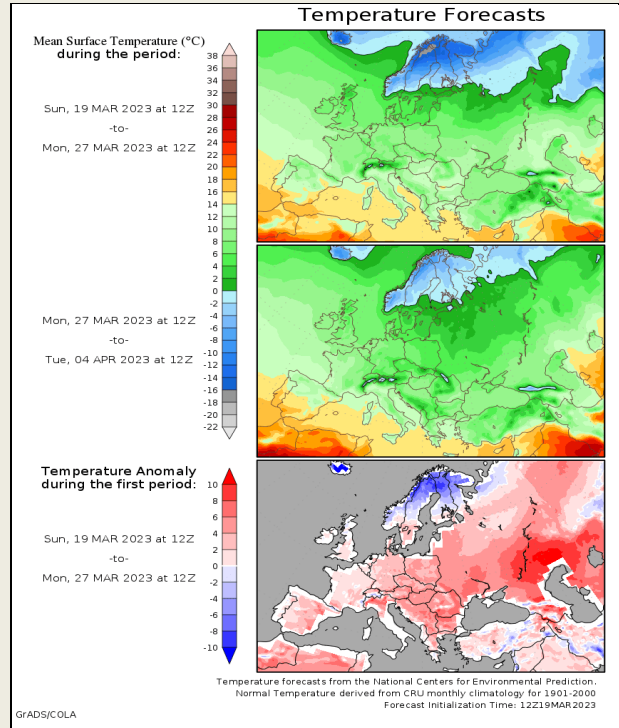 Temperature Forecasts
Mean Surface Temperature (°C)
during the period:
38
36
34
32
30
28
26
24
22
20
18
16
14
12
10
8
6
4
2
0
-2
-4
-6
-8
-10
-12
-14
-16
-18
-20
-22
Sun, 19 MAR 2023 at 12Z
-to-
Mon, 27 MAR 2023 at 12Z
Mon, 27 MAR 2023 at 12Z
-to-
Tue, 04 APR 2023 at 12Z
Temperature Anomaly
during the first period:
10
8
6
4
2
0
-2
-4
-6
-8
-10
Sun, 19 MAR 2023 at 12Z
-to-
Mon, 27 MAR 2023 at 12Z
Temperature forecasts from the National Centers for Environmental Prediction.
Normal Temperature derived from CRU monthly climatology for 1901-2000
Forecast Initialization Time: 12Z19MAR2023
GrADS/COLA